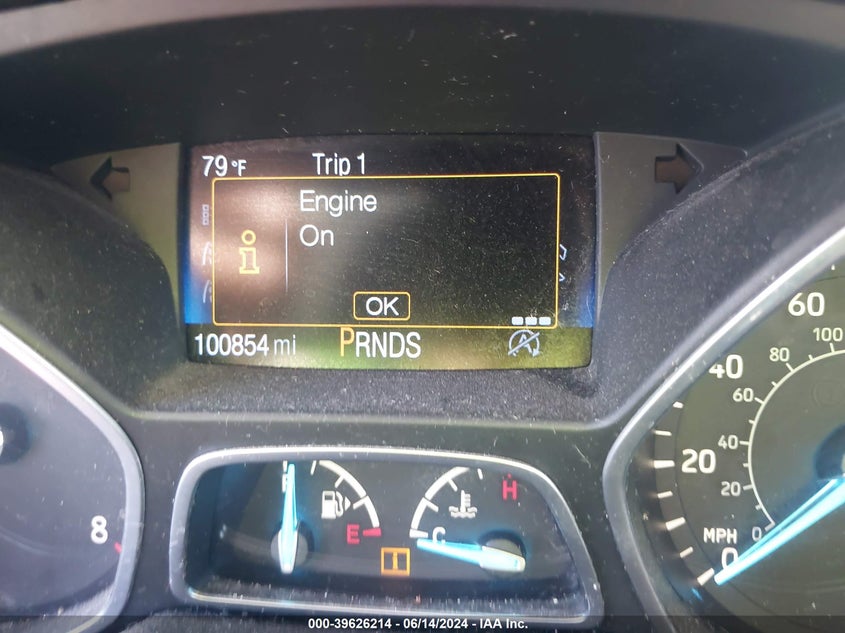 79°F Trip 1
Engine
On
OK
100854 mi PRNDS
8
F
E
C
H
MPH
0
20
40
60
0
20
40
60
80
100
000-39626214 - 06/14/2024 - IAA Inc.